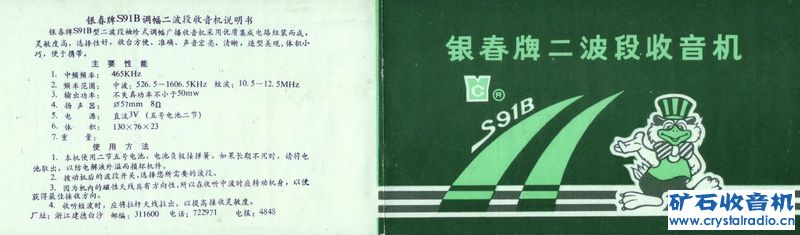 银春牌S91B调幅二波段收音机说明书
银春牌S91B型二波段袖珍式调幅广播收音机采用优质集成电路组装而成,
灵敏度高,选择性好,收台方便、准确,声音宏亮,清晰,造型美观,体积小
巧,便于携带。
主要性能
1. 中频频率: 465KHz
2. 频率范围: 中波:526.5～1606.5KHz 短波:10.5～12.5MHz
3. 输出功率: 不失真功率不小于50mw
4. 扬声器: Ø57mm 8Ω
5. 电源: 直流3V(五号电池二节)
6. 体积: 130×76×23
7. 重量:
使用方法
1. 本机使用二节五号电池,电池负极接弹簧,如果长期不用时,请将电
池取出,以防电解液外溢而损坏机件。
2. 拨动机后的波段开关,选择您所需要的波段。
3. 因为机内的磁性天线具有方向性,所以在收听中波时应转动机身,以便
获得最佳接收方向。
4. 收听短波时,应将拉杆天线拉出,以提高接收灵敏度。
厂址:浙江建德白沙 邮编:311600 电话:722971 电报:4848
银春牌二波段收音机
®
S91B
矿石收音机
www.crystalradio.cn